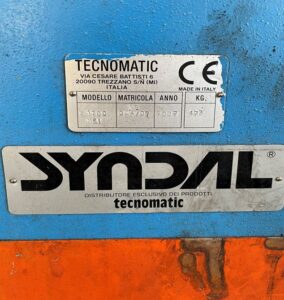 TECNOMATIC
VIA CESARE BATTISTI 6
20090 TREZZANO S/N (MI)
ITALIA
CE
MADE IN ITALY
MODELLO MATRICOLA ANNO KG.
SYNDAL ®
DISTRIBUTORE ESCLUSIVO DEI PRODOTTI
tecnomatic